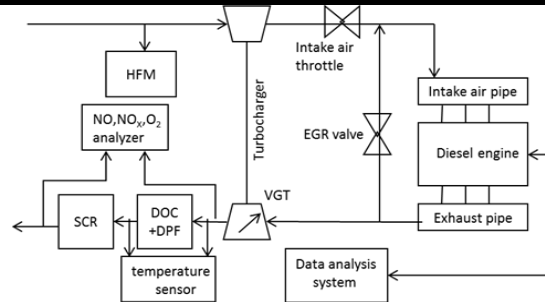 Intake air
throttle
HFM
Intake air pipe
NO,NOₓ,O₂
analyzer
Turbocharger
EGR valve
Diesel engine
VGT
SCR
DOC
+DPF
Exhaust pipe
temperature
sensor
Data analysis
system